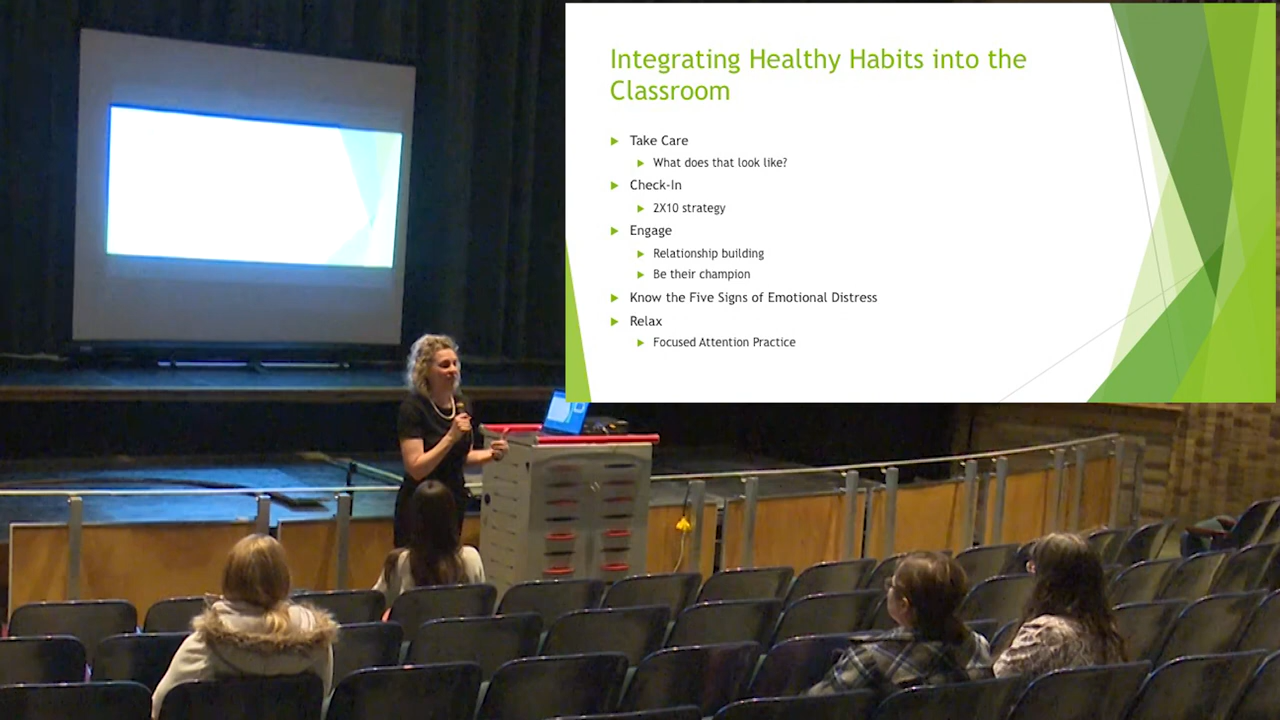 Integrating Healthy Habits into the
Classroom
Take Care
What does that look like?
Check-In
2X10 strategy
Engage
Relationship building
Be their champion
Know the Five Signs of Emotional Distress
Relax
Focused Attention Practice